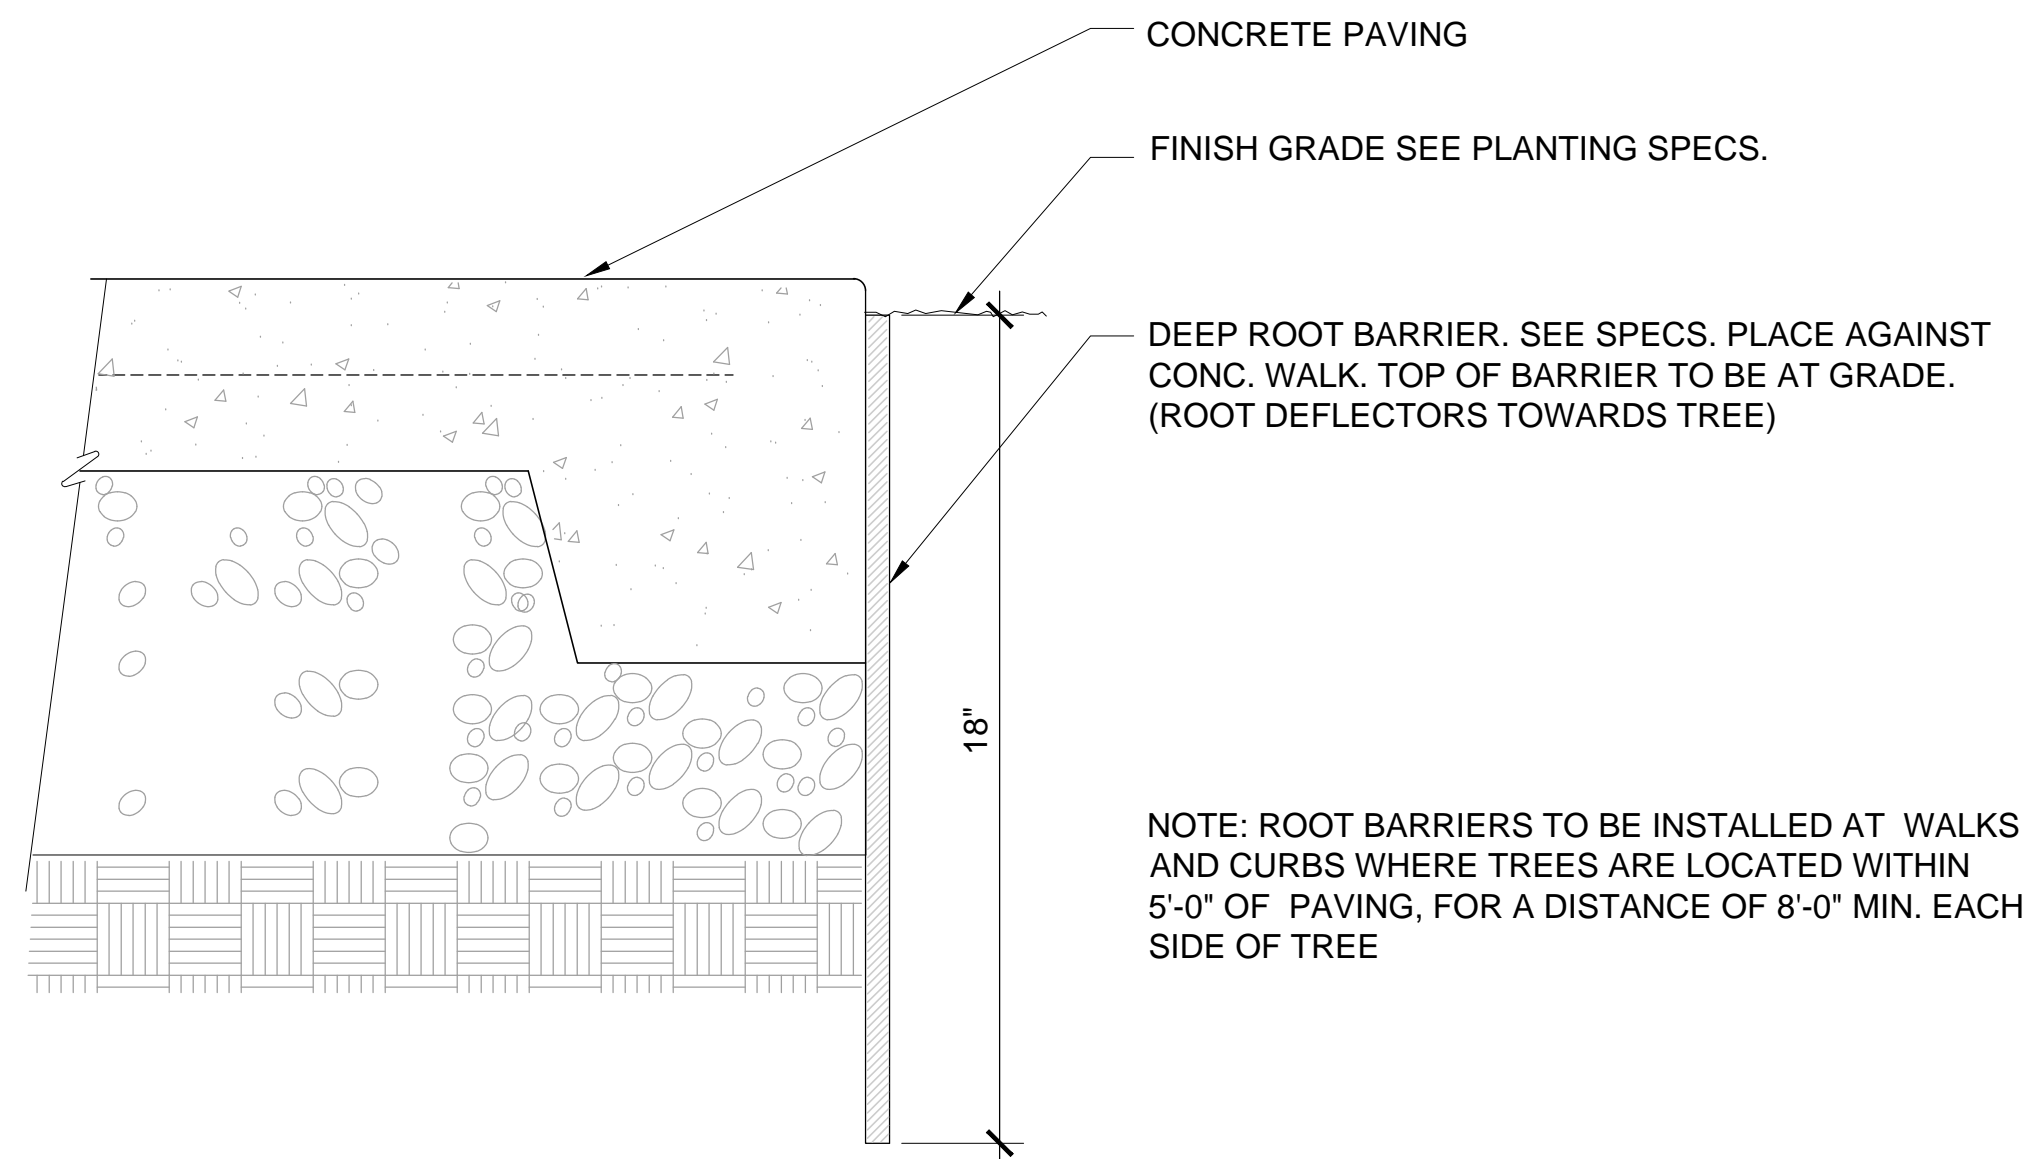 CONCRETE PAVING
FINISH GRADE SEE PLANTING SPECS.
DEEP ROOT BARRIER. SEE SPECS. PLACE AGAINST
CONC. WALK. TOP OF BARRIER TO BE AT GRADE.
(ROOT DEFLECTORS TOWARDS TREE)
18"
NOTE: ROOT BARRIERS TO BE INSTALLED AT WALKS
AND CURBS WHERE TREES ARE LOCATED WITHIN
5'-0" OF PAVING, FOR A DISTANCE OF 8'-0" MIN. EACH
SIDE OF TREE